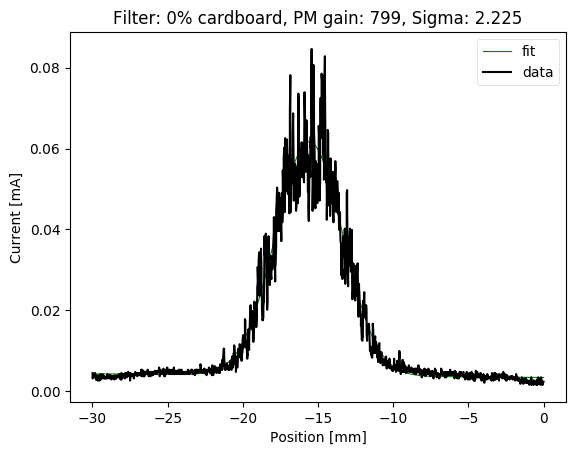 Filter: 0% cardboard, PM gain: 799, Sigma: 2.225
fit
data
Current [mA]
0.08
0.06
0.04
0.02
0.00
−30
−25
−20
−15
−10
−5
0
Position [mm]